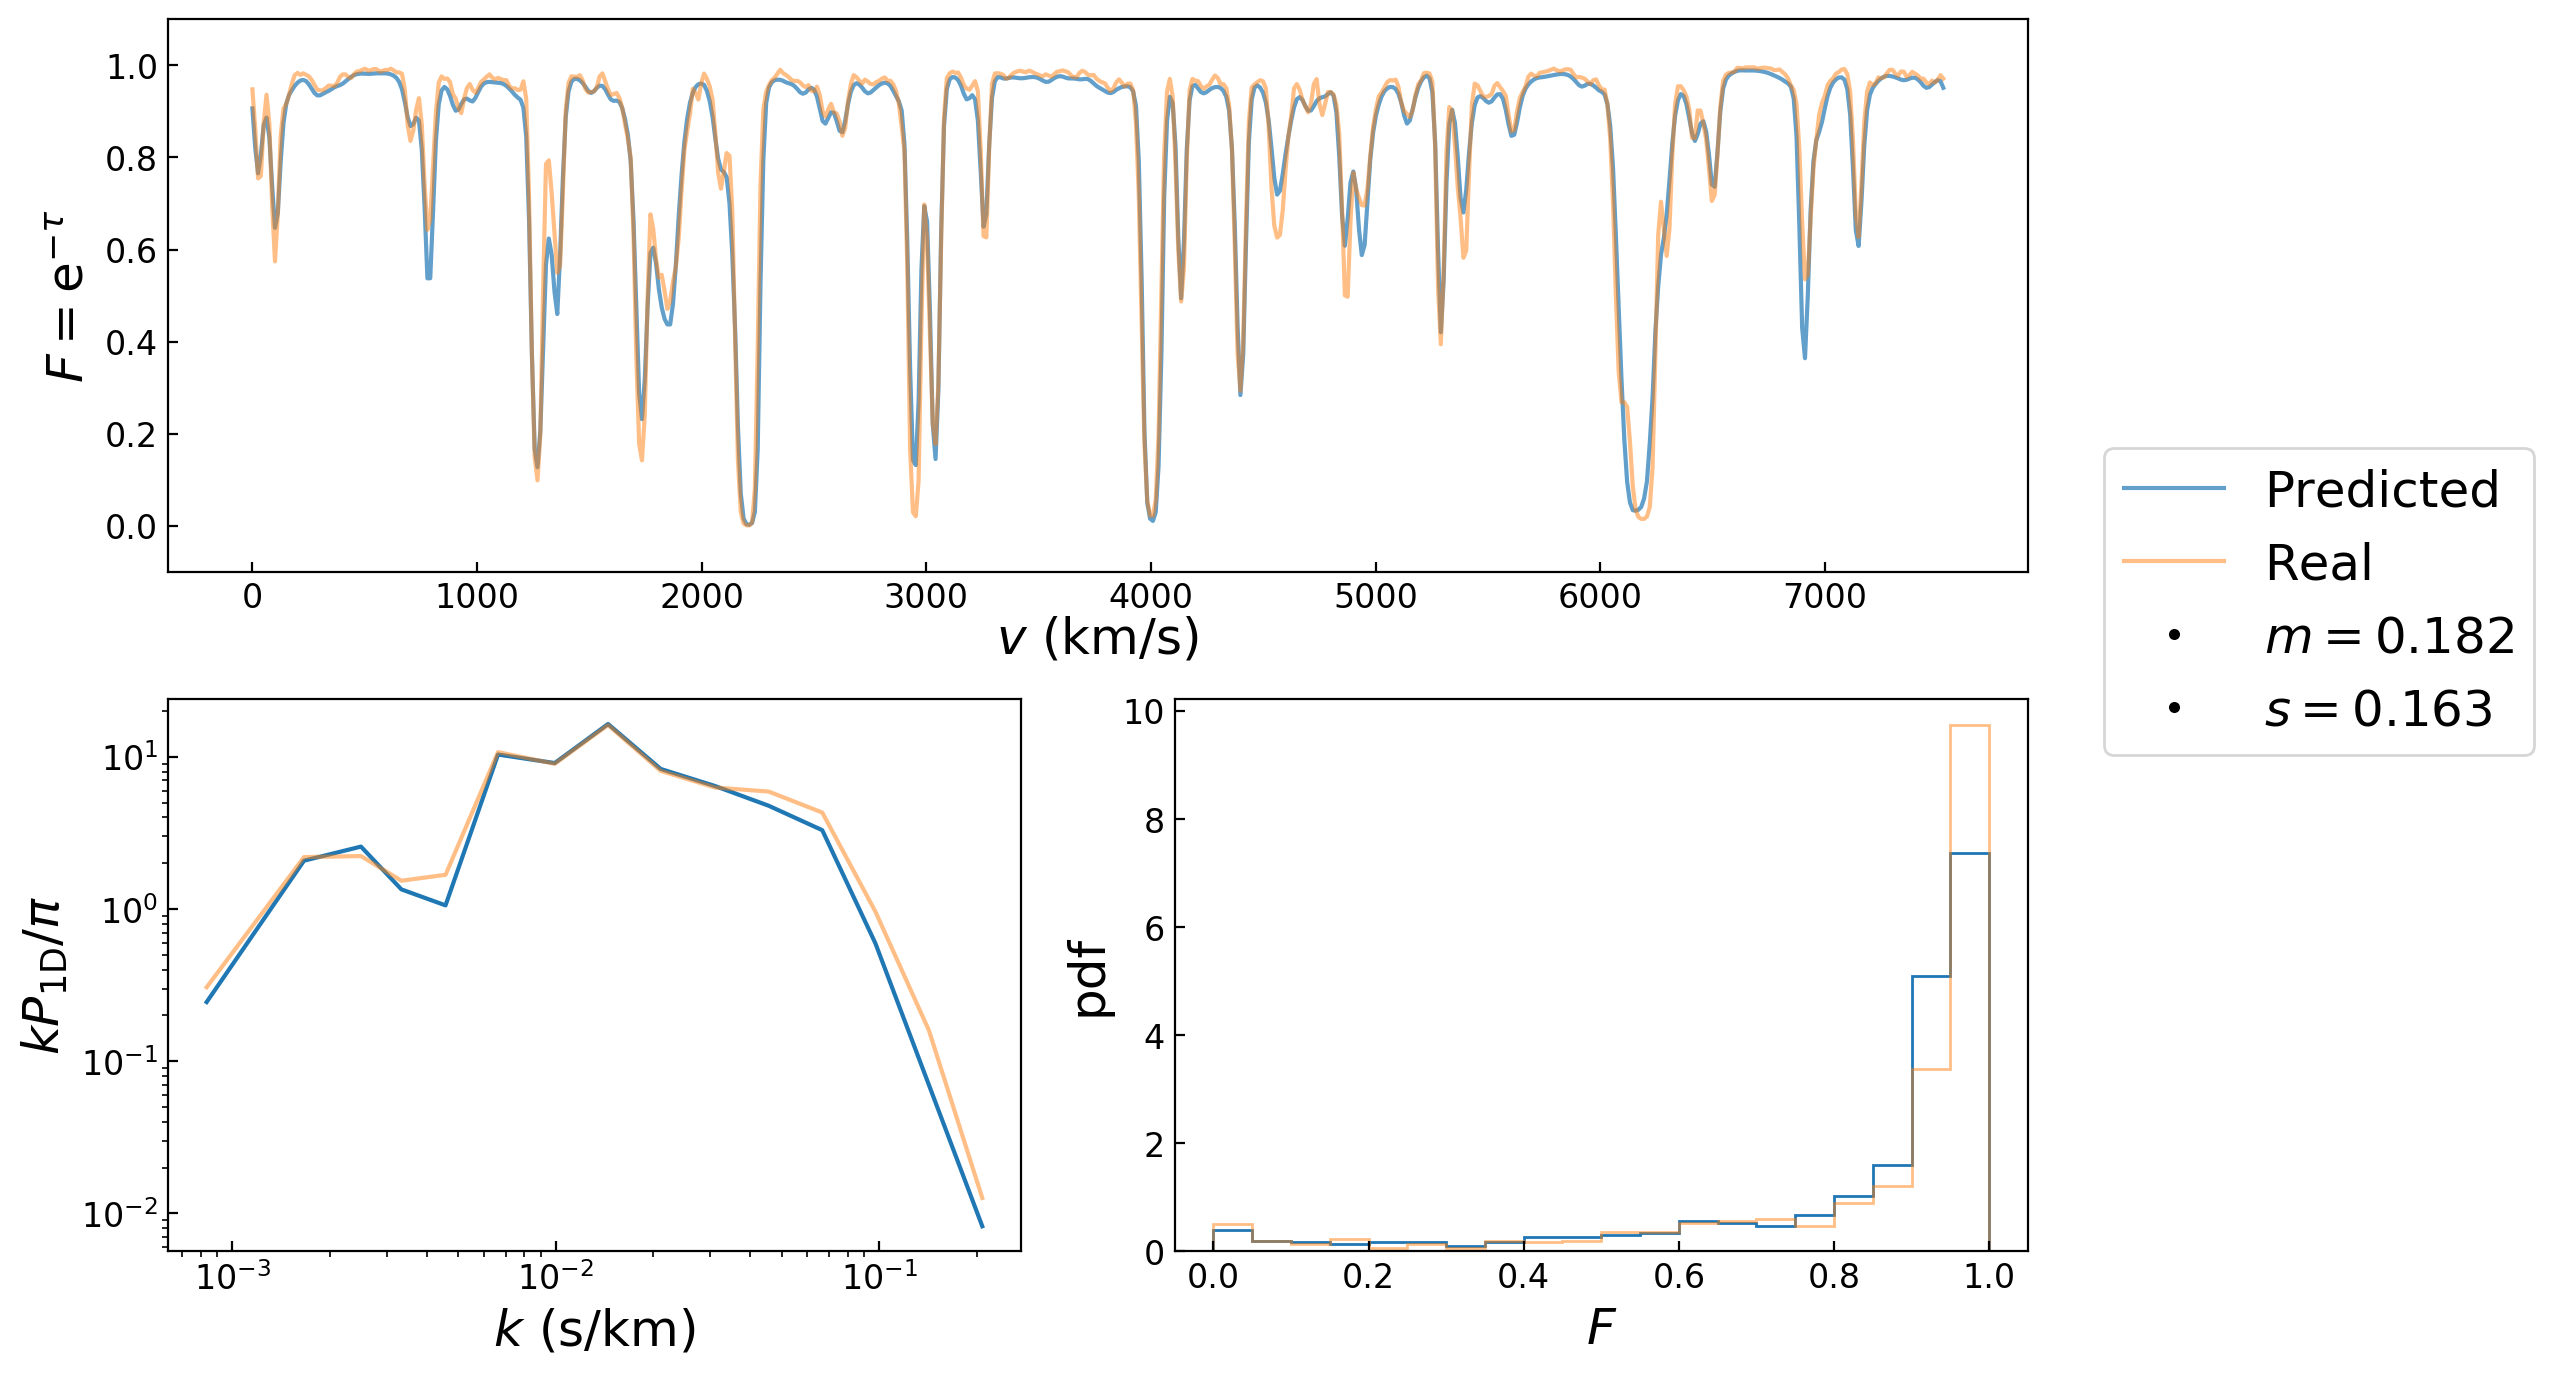 F = e^{−τ}
1.0
0.8
0.6
0.4
0.2
0.0
0 1000 2000 3000 4000 5000 6000 7000
v (km/s)
Predicted
Real
m = 0.182
s = 0.163
kP_{1D}/π
10^1
10^0
10^{−1}
10^{−2}
10^{−3} 10^{−2} 10^{−1}
k (s/km)
pdf
10
8
6
4
2
0
0.0 0.2 0.4 0.6 0.8 1.0
F